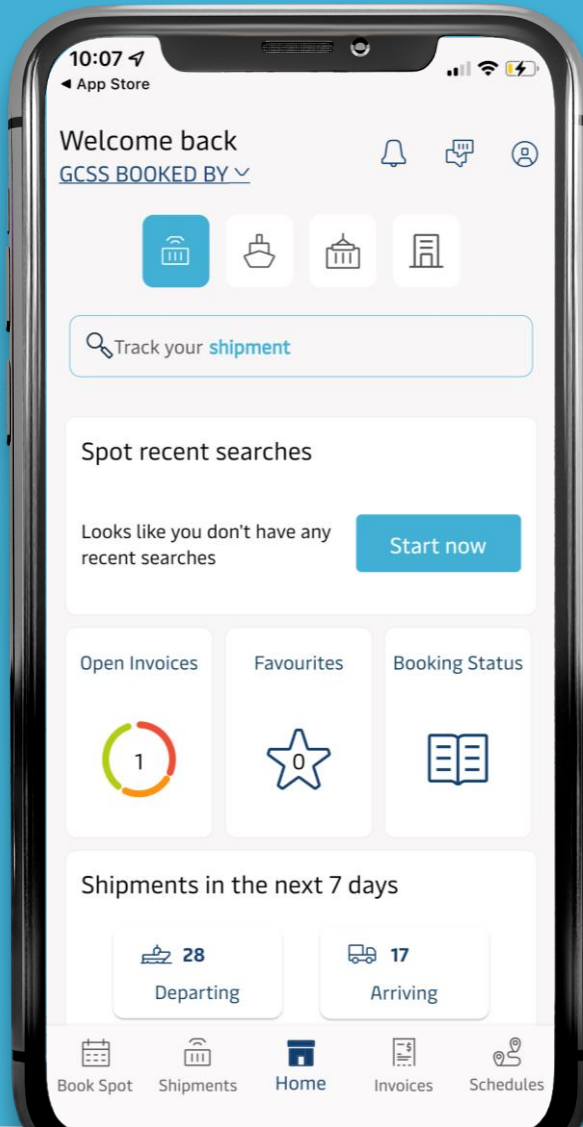 10:07
◄ App Store
Welcome back
GCSS BOOKED BY
Track your shipment
Spot recent searches
Looks like you don't have any
recent searches
Start now
Open Invoices
Favourites
Booking Status
1
0
Shipments in the next 7 days
28
Departing
17
Arriving
Book Spot
Shipments
Home
Invoices
Schedules